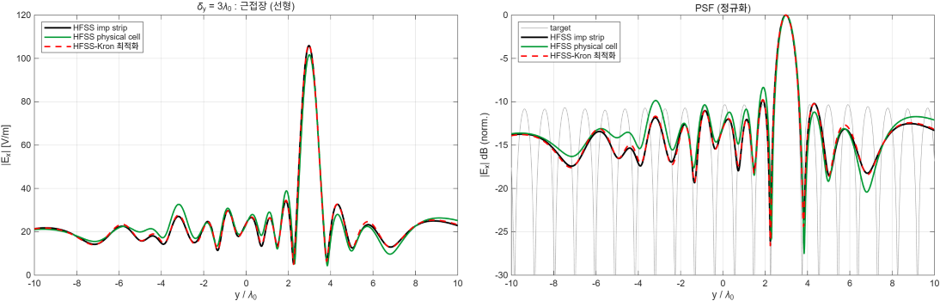 δy = 3λ0 : 근접장 (선형)
HFSS imp strip
HFSS physical cell
HFSS-Kron 최적화
|Ex| [V/m]
120
100
80
60
40
20
0
-10 -8 -6 -4 -2 0 2 4 6 8 10
y / λ0
PSF (정규화)
target
HFSS imp strip
HFSS physical cell
HFSS-Kron 최적화
|Ex| dB (norm.)
0
-5
-10
-15
-20
-25
-30
-10 -8 -6 -4 -2 0 2 4 6 8 10
y / λ0